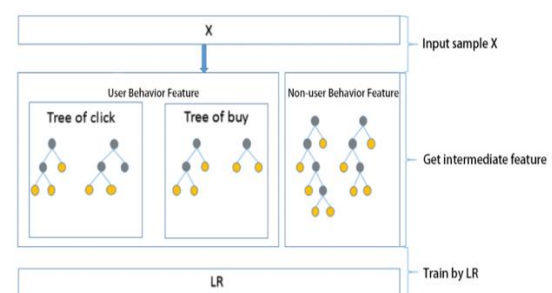 X
Input sample X
User Behavior Feature
Non-user Behavior Feature
Tree of click
Tree of buy
Get intermediate feature
Train by LR
LR